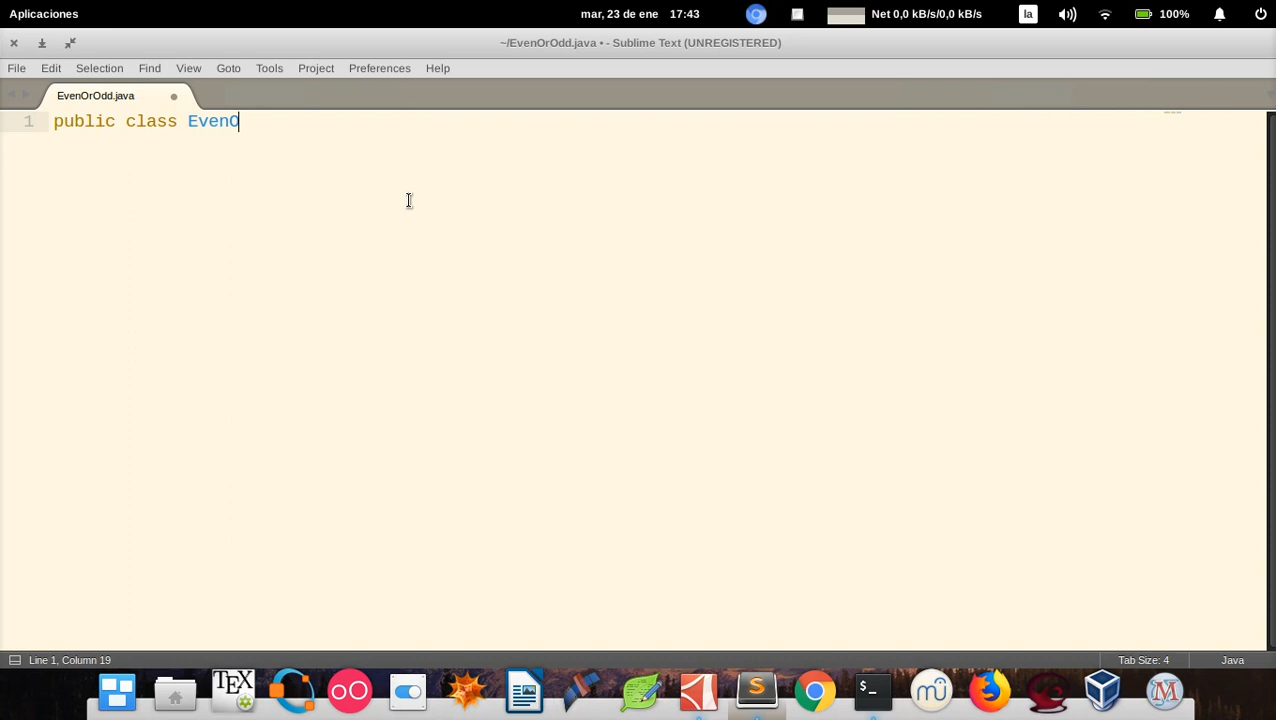 Aplicaciones mar, 23 de ene 17:43 Net 0,0 kB/s/0,0 kB/s la 100%
~/EvenOrOdd.java • - Sublime Text (UNREGISTERED)
File Edit Selection Find View Goto Tools Project Preferences Help
EvenOrOdd.java
1 public class EvenO
Line 1, Column 19 Tab Size: 4 Java
TEX
S
>_